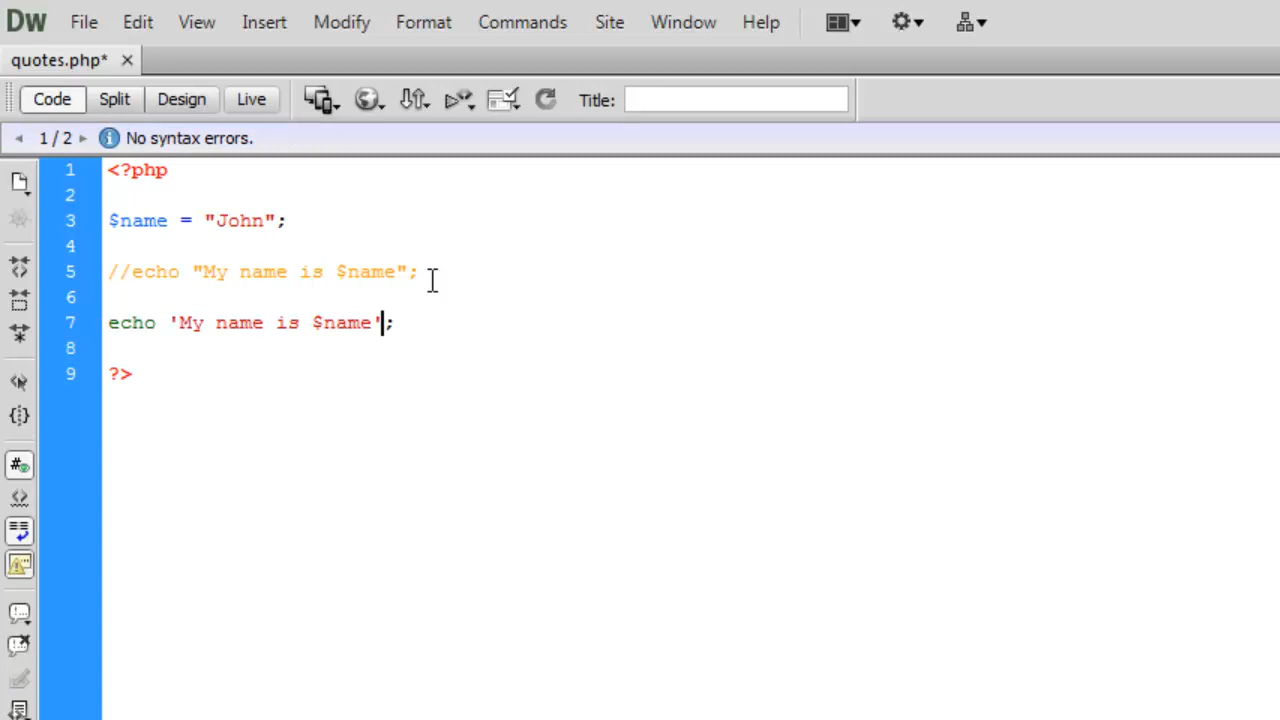 Dw File Edit View Insert Modify Format Commands Site Window Help
quotes.php* ×
Code Split Design Live Title:
1 / 2 No syntax errors.
1 <?php
2
3 $name = "John";
4
5 //echo "My name is $name";
6
7 echo 'My name is $name';
8
9 ?>